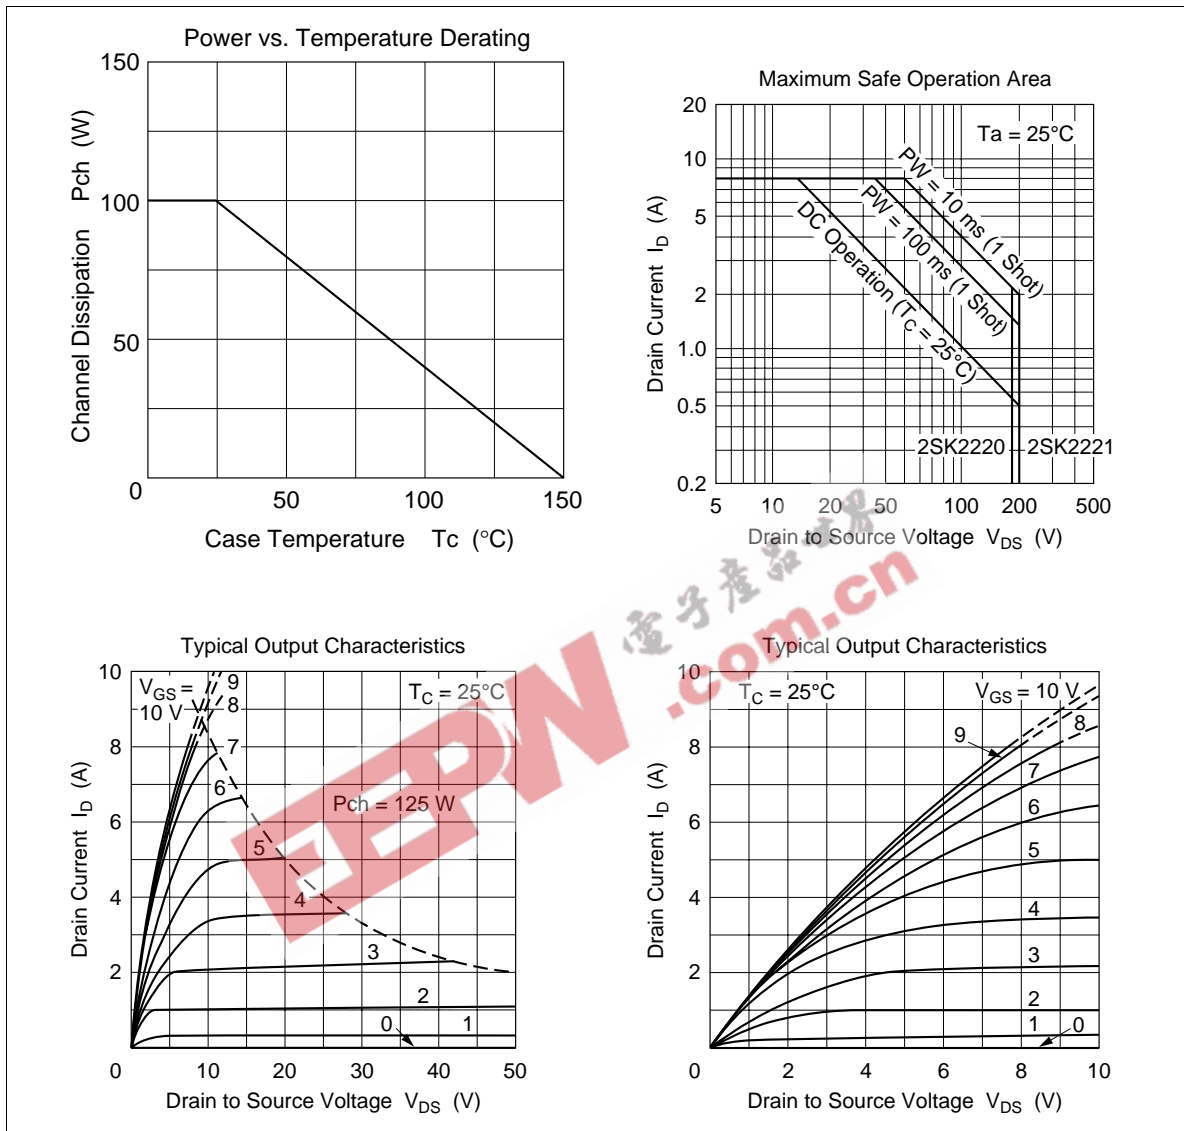 Power vs. Temperature Derating
150
100
50
0
50
100
150
Channel Dissipation Pch (W)
Case Temperature Tc (°C)
Maximum Safe Operation Area
20
10
5
2
1.0
0.5
0.2
5
10
20
50
100
200
500
Ta = 25°C
PW = 10 ms (1 Shot)
PW = 100 ms (1 Shot)
DC Operation (TC = 25°C)
2SK2220
2SK2221
Drain Current ID (A)
Drain to Source Voltage VDS (V)
電子產品世界
EEPW.com.cn
Typical Output Characteristics
10
8
6
4
2
0
10
20
30
40
50
VGS =
10 V
9
8
7
6
5
4
3
2
1
0
TC = 25°C
Pch = 125 W
Drain Current ID (A)
Drain to Source Voltage VDS (V)
Typical Output Characteristics
10
8
6
4
2
0
2
4
6
8
10
TC = 25°C
VGS = 10 V
9
8
7
6
5
4
3
2
1
0
Drain Current ID (A)
Drain to Source Voltage VDS (V)